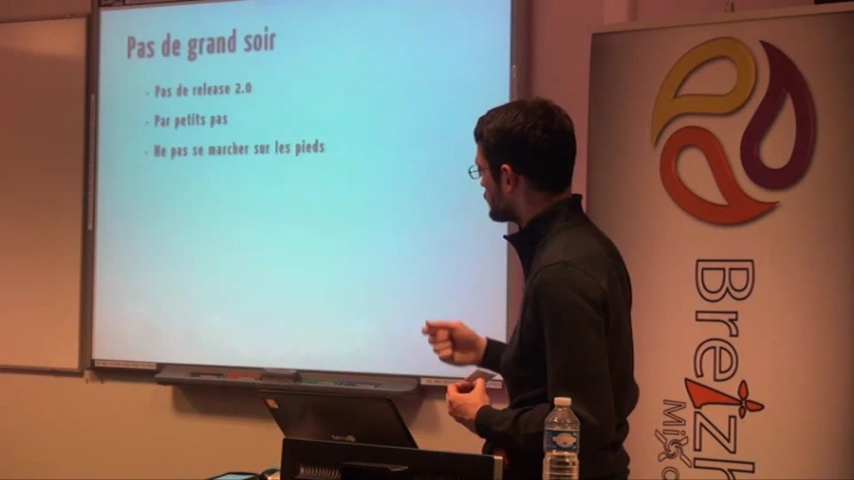 Pas de grand soir
- Pas de release 2.0
- Par petits pas
- Ne pas se marcher sur les pieds
Breizh